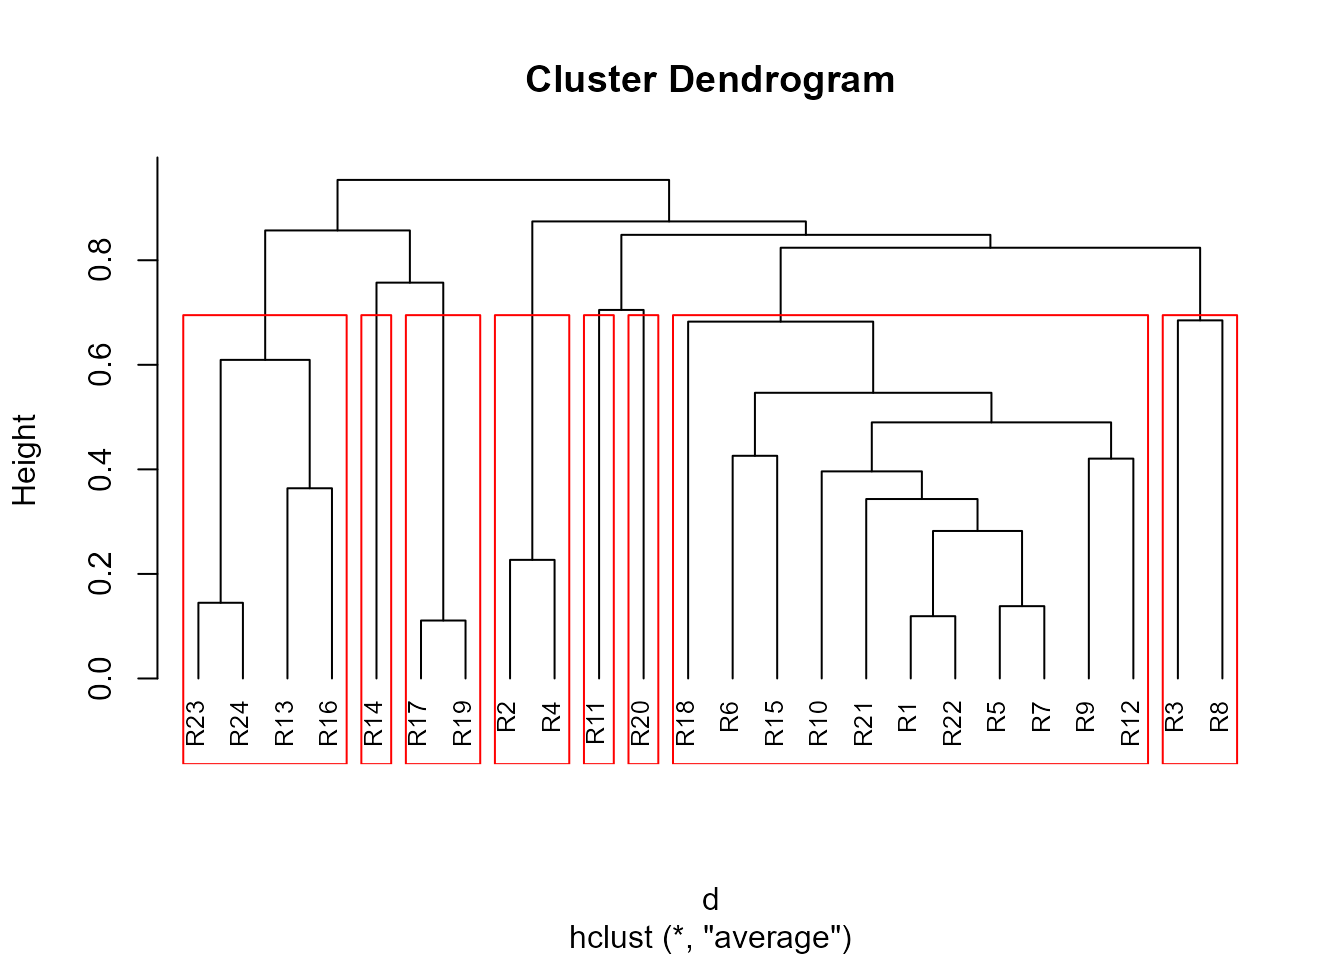 Cluster Dendrogram
Height
0.0 0.2 0.4 0.6 0.8
R23 R24 R13 R16 R14 R17 R19 R2 R4 R11 R20 R18 R6 R15 R10 R21 R1 R22 R5 R7 R9 R12 R3 R8
d
hclust (*, "average")